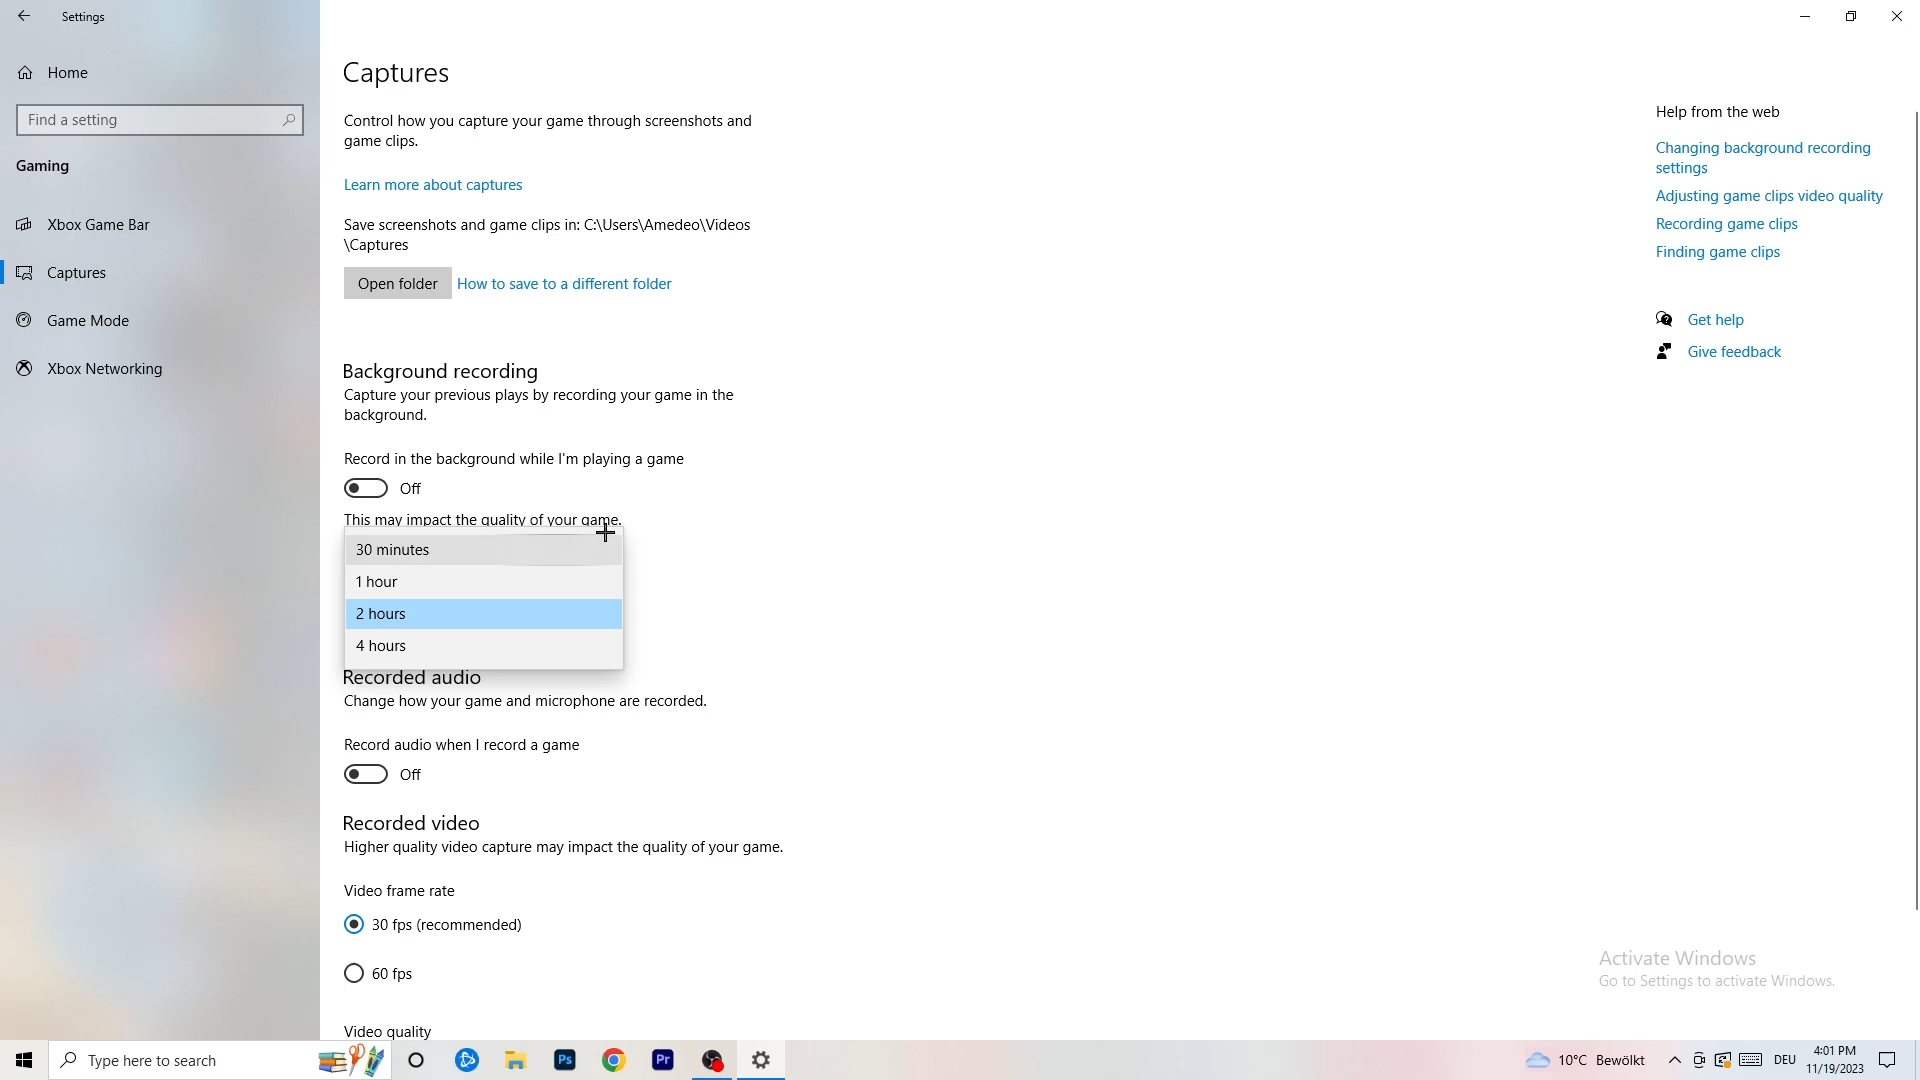 Settings
Home
Find a setting
Gaming
Xbox Game Bar
Captures
Game Mode
Xbox Networking
Captures
Control how you capture your game through screenshots and
game clips.
Learn more about captures
Save screenshots and game clips in: C:\Users\Amedeo\Videos
\Captures
Open folder
How to save to a different folder
Background recording
Capture your previous plays by recording your game in the
background.
Record in the background while I'm playing a game
Off
This may impact the quality of your game.
30 minutes
1 hour
2 hours
4 hours
Recorded audio
Change how your game and microphone are recorded.
Record audio when I record a game
Off
Recorded video
Higher quality video capture may impact the quality of your game.
Video frame rate
30 fps (recommended)
60 fps
Video quality
Help from the web
Changing background recording
settings
Adjusting game clips video quality
Recording game clips
Finding game clips
Get help
Give feedback
Activate Windows
Go to Settings to activate Windows.
Type here to search
Ps
Pr
10°C Bewölkt
DEU
4:01 PM
11/19/2023